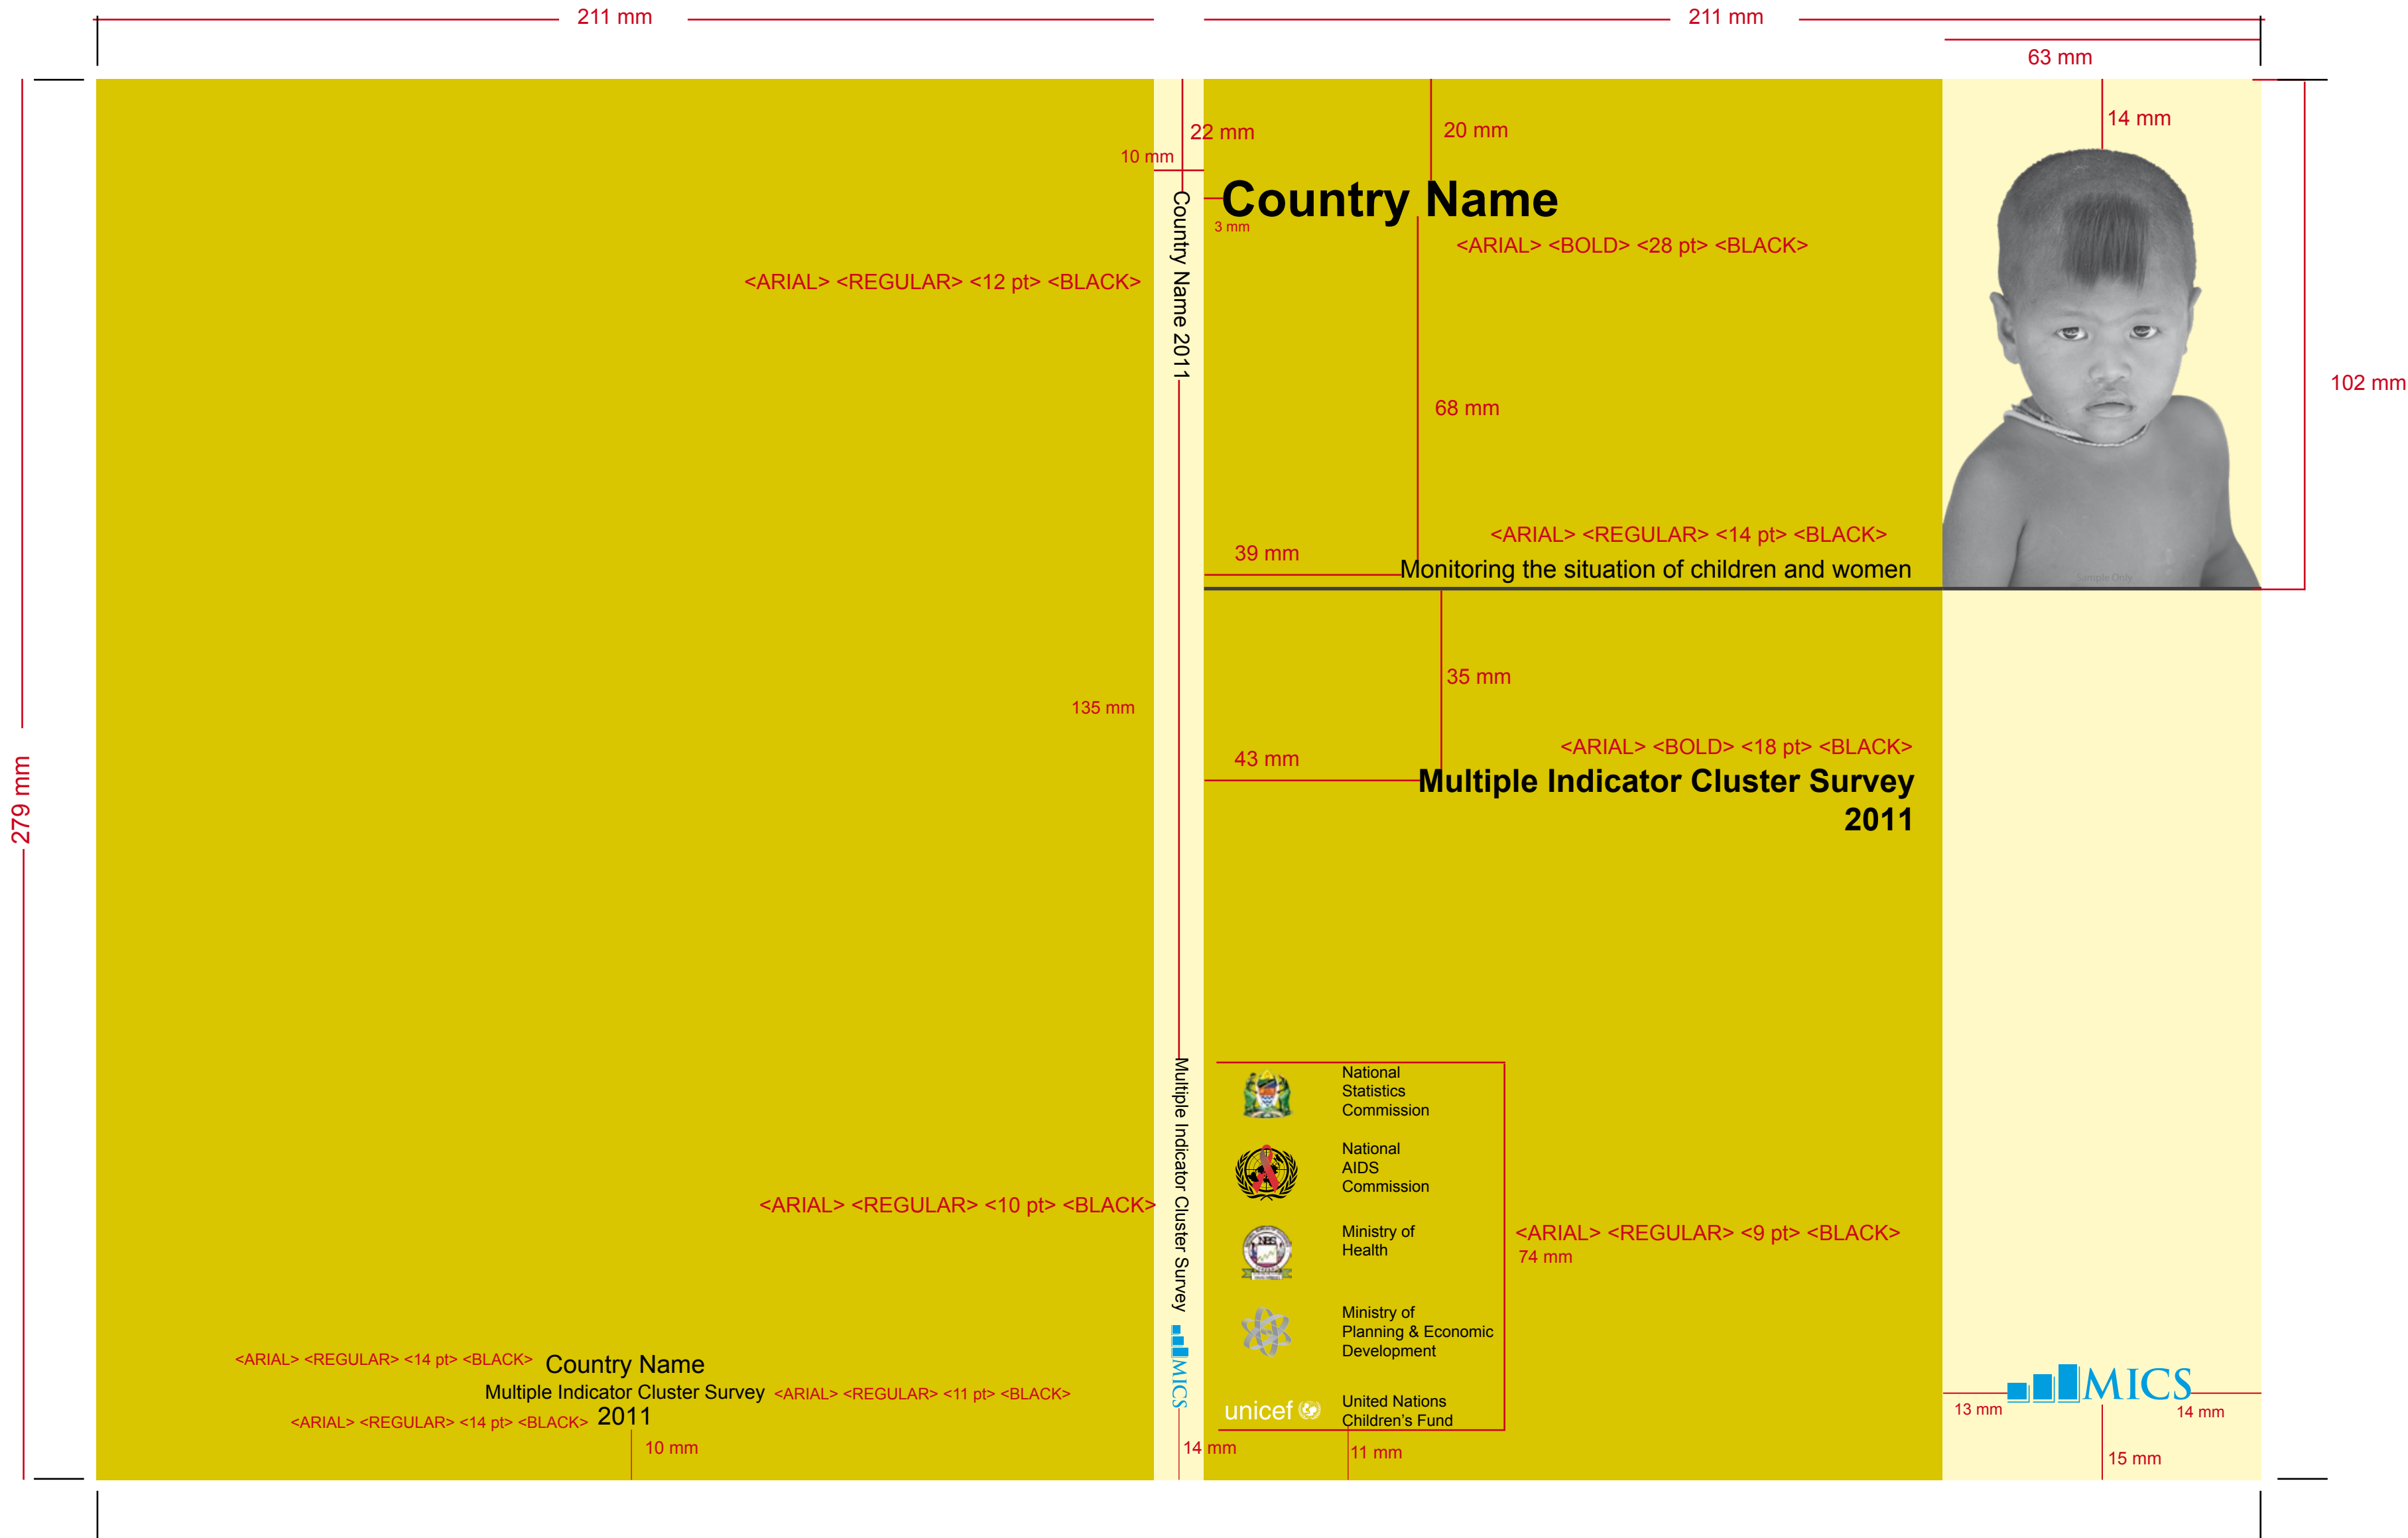 211 mm
211 mm
63 mm
22 mm
20 mm
14 mm
10 mm
Country Name
3 mm
<ARIAL> <BOLD> <28 pt> <BLACK>
<ARIAL> <REGULAR> <12 pt> <BLACK>
Country Name 2011
102 mm
68 mm
<ARIAL> <REGULAR> <14 pt> <BLACK>
39 mm
Monitoring the situation of children and women
Sample Only
35 mm
135 mm
<ARIAL> <BOLD> <18 pt> <BLACK>
43 mm
Multiple Indicator Cluster Survey
2011
279 mm
National
Statistics
Commission
National
AIDS
Commission
<ARIAL> <REGULAR> <10 pt> <BLACK>
Multiple Indicator Cluster Survey
NBS
Ministry of
Health
<ARIAL> <REGULAR> <9 pt> <BLACK>
74 mm
Ministry of
Planning & Economic
Development
<ARIAL> <REGULAR> <14 pt> <BLACK> Country Name
Multiple Indicator Cluster Survey <ARIAL> <REGULAR> <11 pt> <BLACK>
<ARIAL> <REGULAR> <14 pt> <BLACK> 2011
MICS
unicef
United Nations
Children’s Fund
MICS
13 mm
14 mm
10 mm
14 mm
11 mm
15 mm